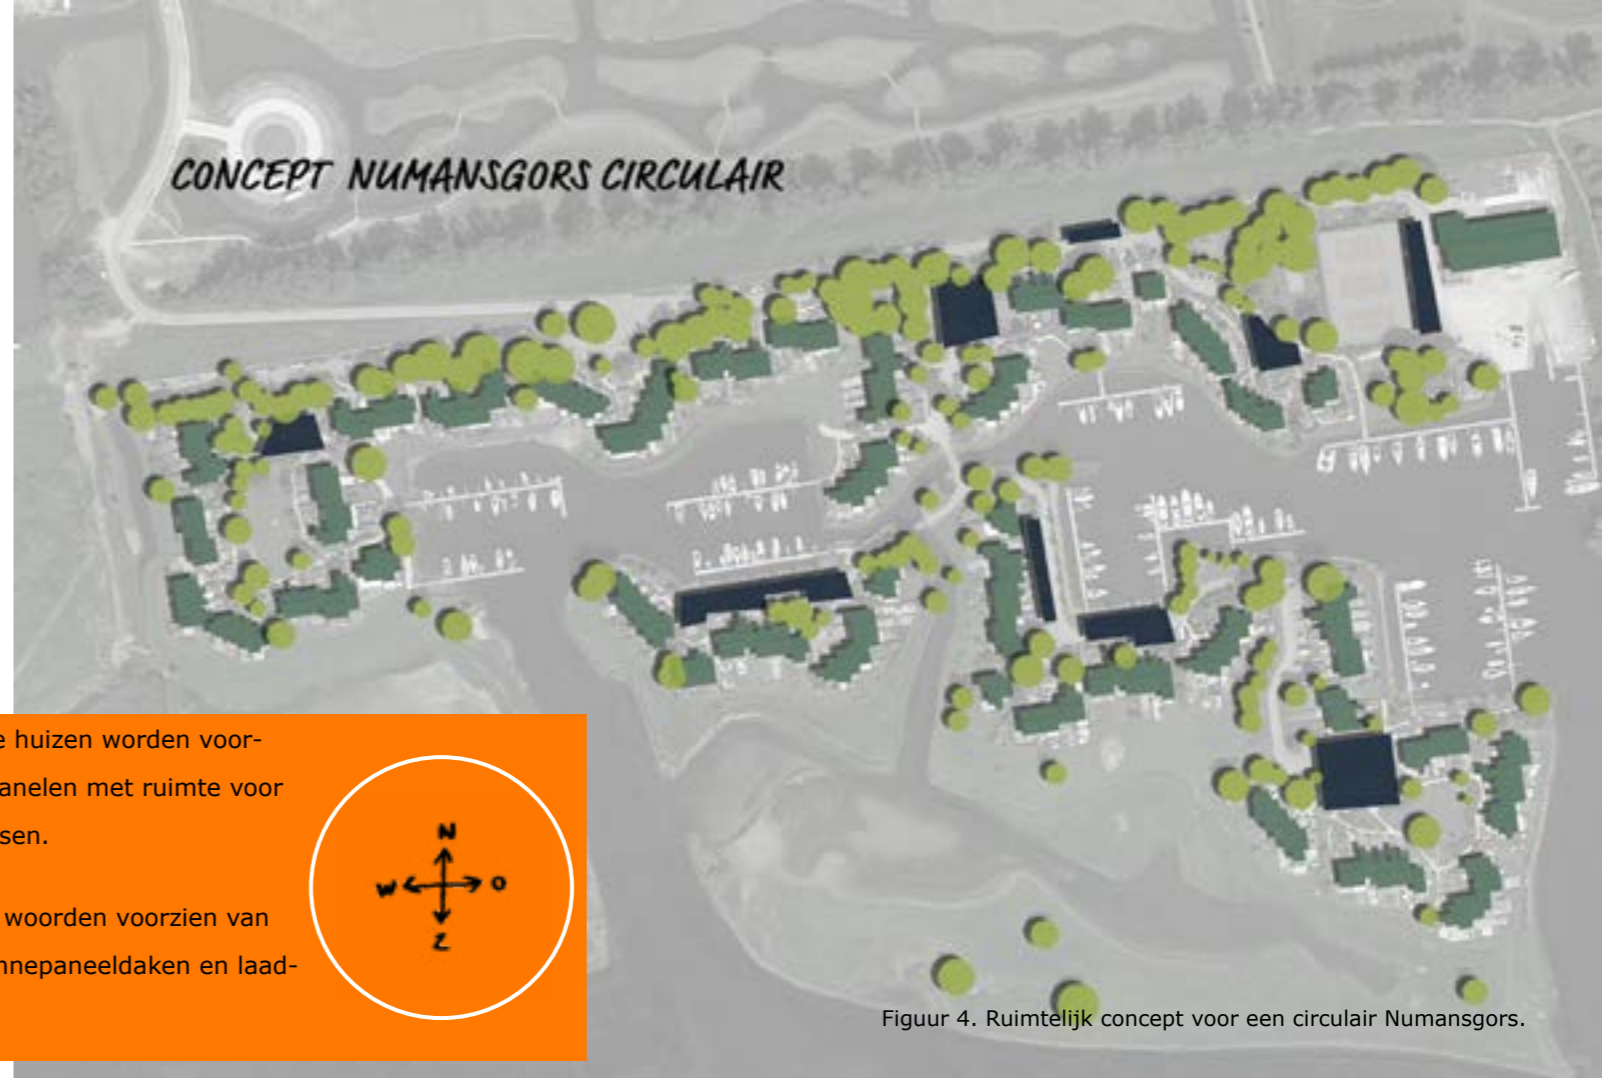 CONCEPT NUMANSGORS CIRCULAIR
e huizen worden voor-
anelen met ruimte voor
sen.
woorden voorzien van
nnepaneeldaken en laad-
N
W O
Z
Figuur 4. Ruimtelijk concept voor een circulair Numansgors.